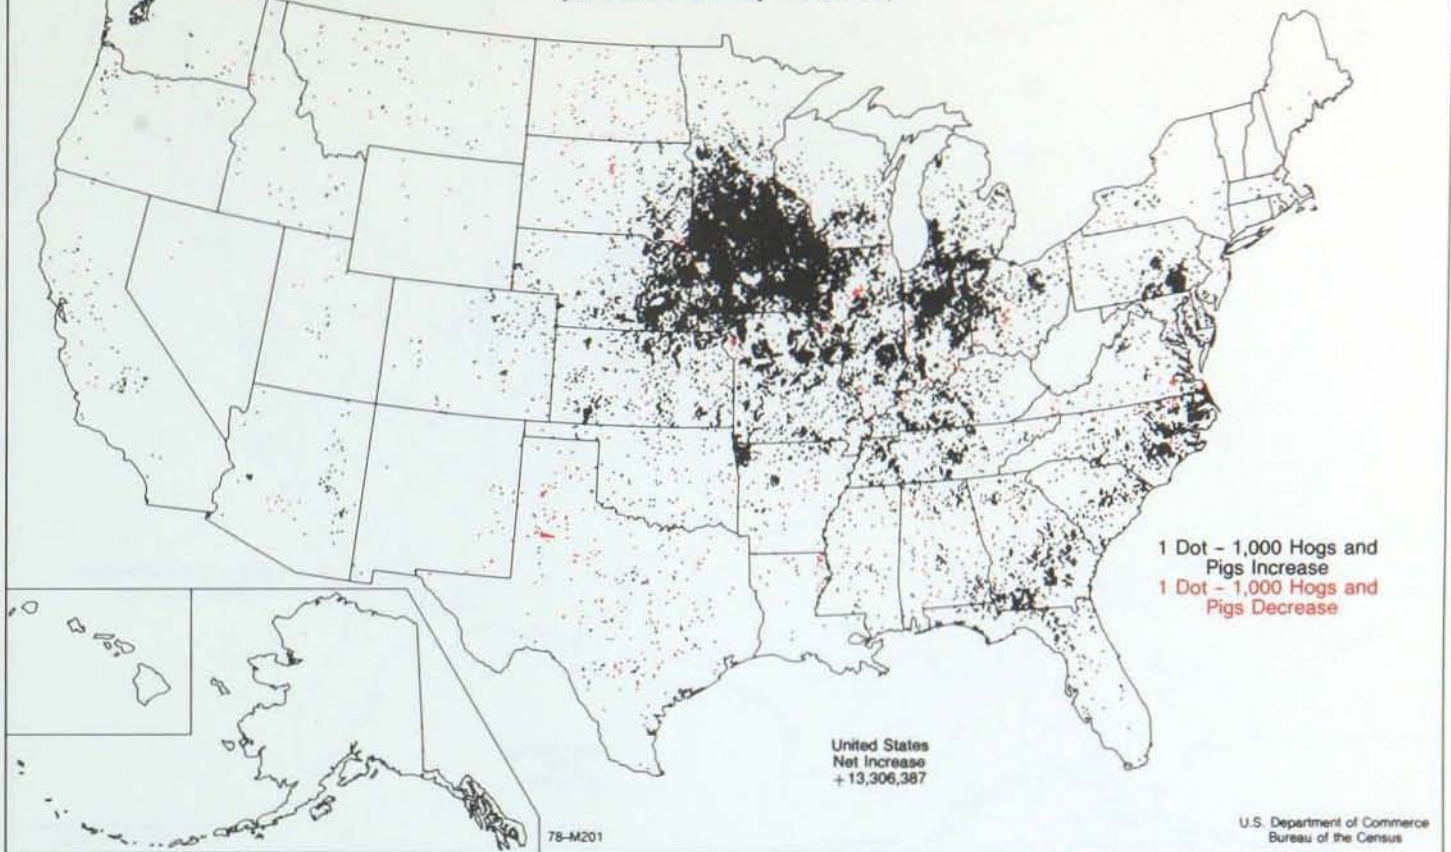 1 Dot – 1,000 Hogs and
Pigs Increase
1 Dot – 1,000 Hogs and
Pigs Decrease
United States
Net Increase
+13,306,387
78-M201
U.S. Department of Commerce
Bureau of the Census